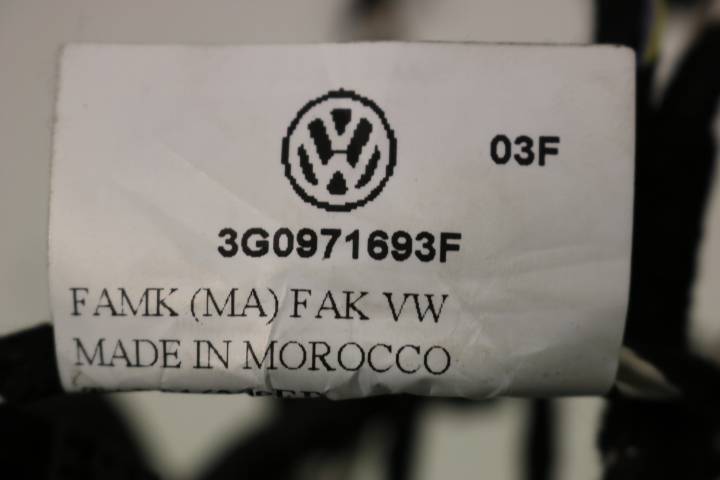 03F
3G0971693F
FAMK (MA) FAK VW
MADE IN MOROCCO